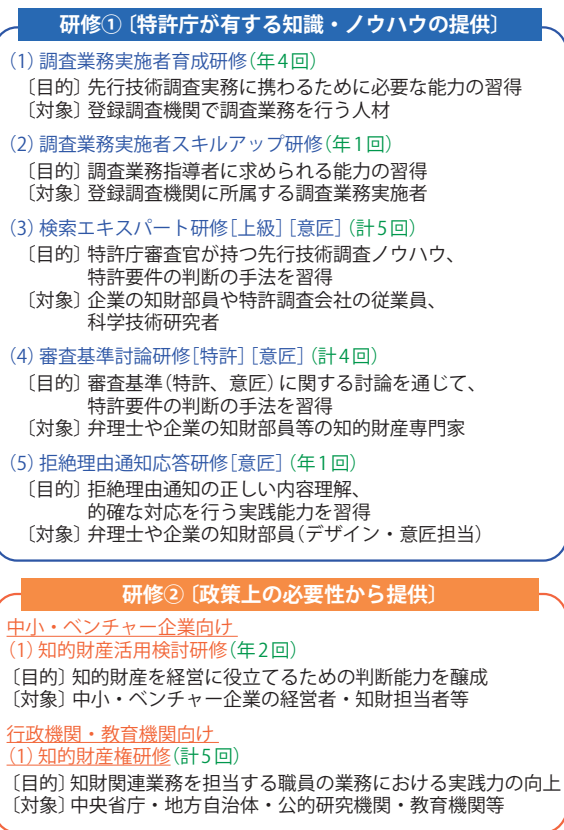 研修①〔特許庁が有する知識・ノウハウの提供〕
(1)調査業務実施者育成研修(年4回)
〔目的〕先行技術調査実務に携わるために必要な能力の習得
〔対象〕登録調査機関で調査業務を行う人材
(2)調査業務実施者スキルアップ研修(年1回)
〔目的〕調査業務指導者に求められる能力の習得
〔対象〕登録調査機関に所属する調査業務実施者
(3)検索エキスパート研修[上級][意匠](計5回)
〔目的〕特許庁審査官が持つ先行技術調査ノウハウ、
特許要件の判断の手法を習得
〔対象〕企業の知財部員や特許調査会社の従業員、
科学技術研究者
(4)審査基準討論研修[特許][意匠](計4回)
〔目的〕審査基準(特許、意匠)に関する討論を通じて、
特許要件の判断の手法を習得
〔対象〕弁理士や企業の知財部員等の知的財産専門家
(5)拒絶理由通知応答研修[意匠](年1回)
〔目的〕拒絶理由通知の正しい内容理解、
的確な対応を行う実践能力を習得
〔対象〕弁理士や企業の知財部員(デザイン・意匠担当)
研修②〔政策上の必要性から提供〕
中小・ベンチャー企業向け
(1)知的財産活用検討研修(年2回)
〔目的〕知的財産を経営に役立てるための判断能力を醸成
〔対象〕中小・ベンチャー企業の経営者・知財担当者等
行政機関・教育機関向け
(1)知的財産権研修(計5回)
〔目的〕知財関連業務を担当する職員の業務における実践力の向上
〔対象〕中央省庁・地方自治体・公的研究機関・教育機関等